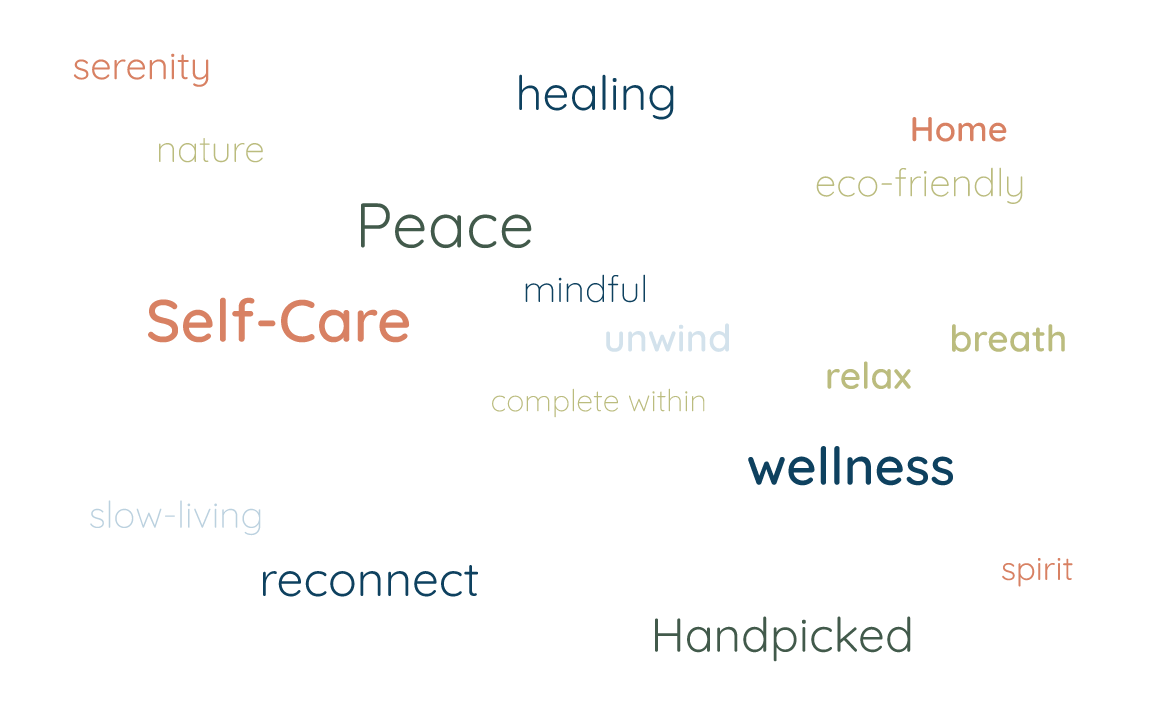 serenity
healing
Home
nature
eco-friendly
Peace
mindful
Self-Care
unwind
breath
relax
complete within
wellness
slow-living
reconnect
spirit
Handpicked